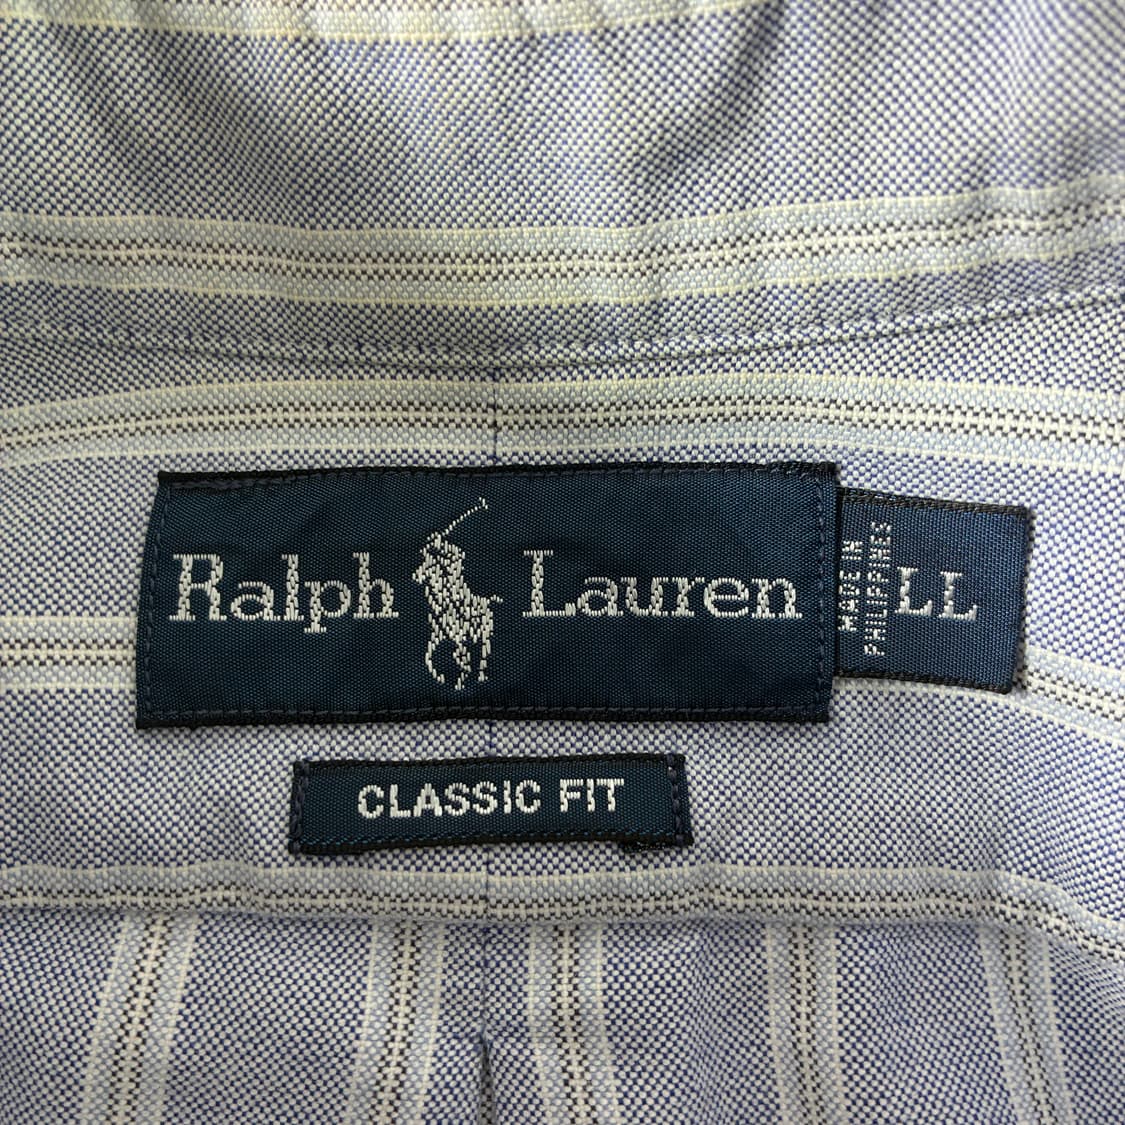 Ralph Lauren
MADE IN
PHILIPPINES
LL
CLASSIC FIT